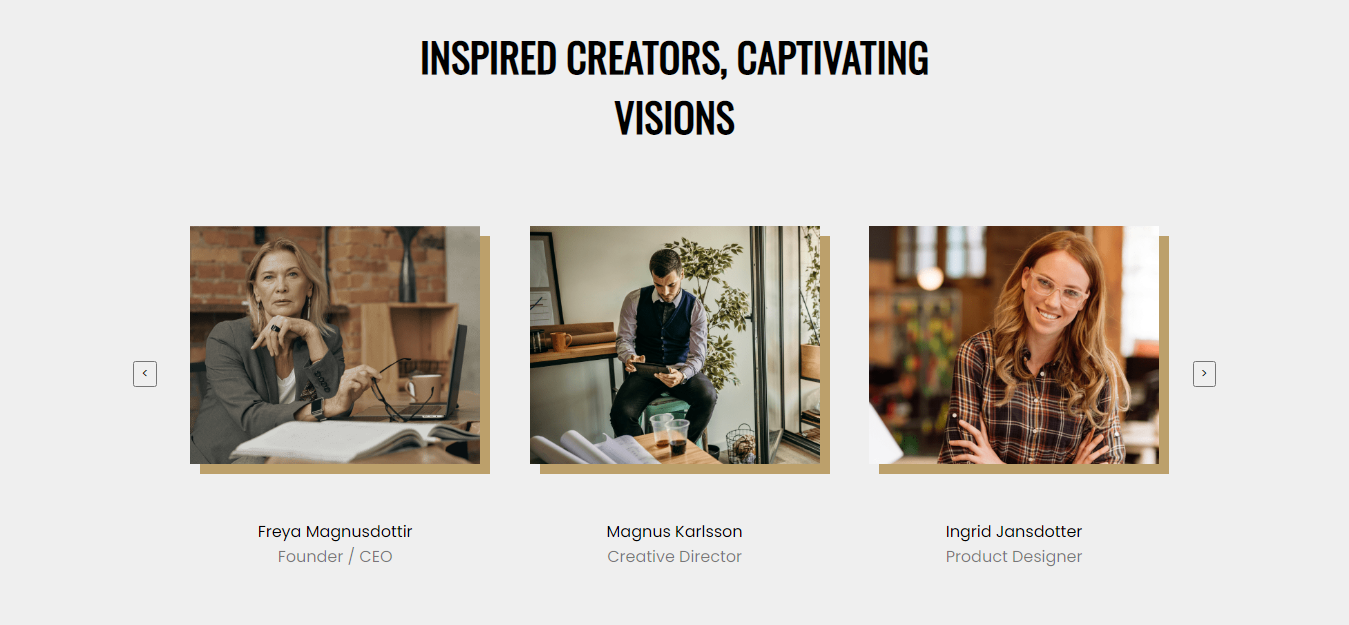 INSPIRED CREATORS, CAPTIVATING
VISIONS
<
>
Freya Magnusdottir
Founder / CEO
Magnus Karlsson
Creative Director
Ingrid Jansdotter
Product Designer